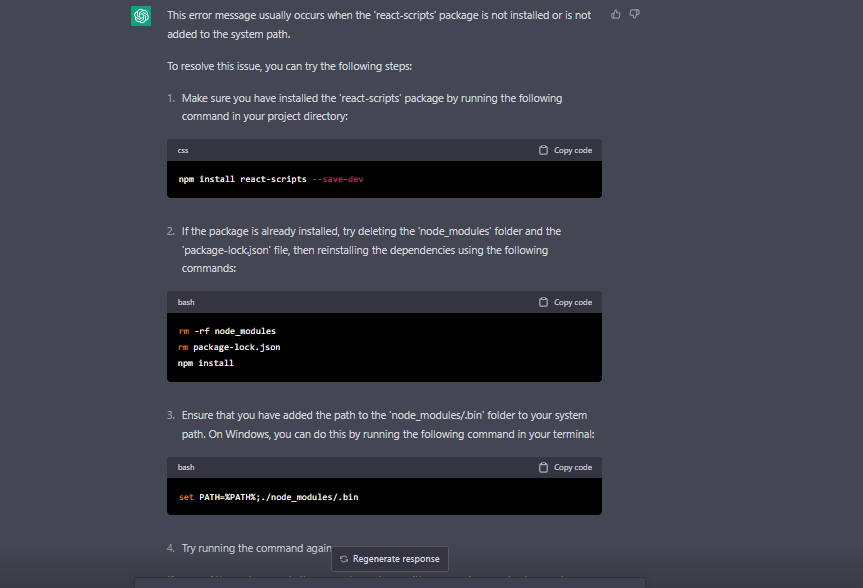 This error message usually occurs when the 'react-scripts' package is not installed or is not
added to the system path.
To resolve this issue, you can try the following steps:
1. Make sure you have installed the 'react-scripts' package by running the following
command in your project directory:
css Copy code
npm install react-scripts --save-dev
2. If the package is already installed, try deleting the 'node_modules' folder and the
'package-lock.json' file, then reinstalling the dependencies using the following
commands:
bash Copy code
rm -rf node_modules
rm package-lock.json
npm install
3. Ensure that you have added the path to the 'node_modules/.bin' folder to your system
path. On Windows, you can do this by running the following command in your terminal:
bash Copy code
set PATH=%PATH%;./node_modules/.bin
4. Try running the command again
Regenerate response